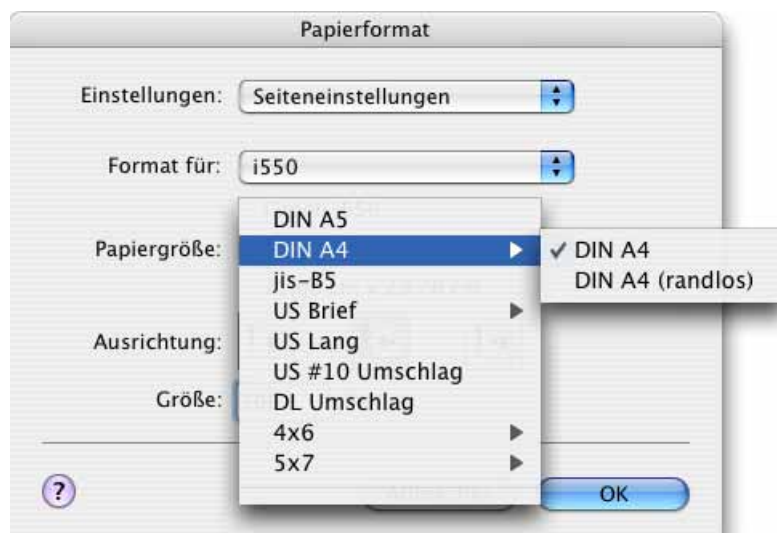 Papierformat
Einstellungen: Seiteneinstellungen
Format für: i550
Papiergröße:
DIN A5
DIN A4
jis-B5
US Brief
US Lang
US #10 Umschlag
DL Umschlag
4x6
5x7
✓ DIN A4
DIN A4 (randlos)
Ausrichtung:
Größe:
?
OK